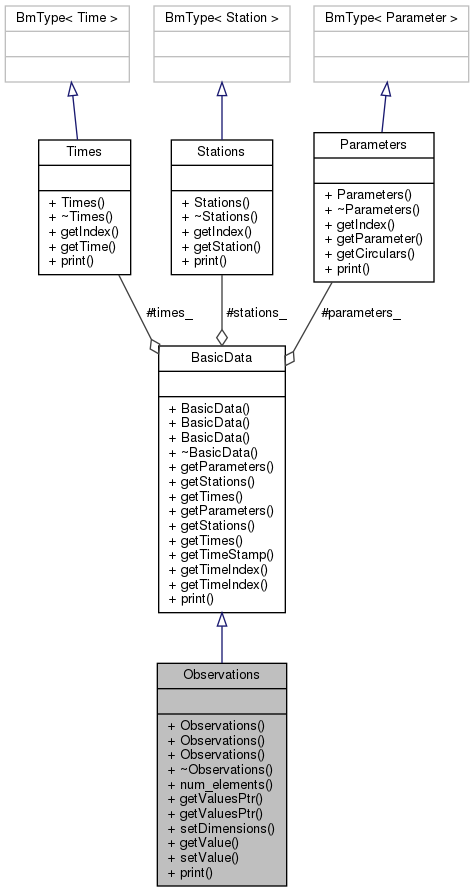 BmType< Time >
BmType< Station >
BmType< Parameter >
Times
+ Times()
+ ~Times()
+ getIndex()
+ getTime()
+ print()
Stations
+ Stations()
+ ~Stations()
+ getIndex()
+ getStation()
+ print()
Parameters
+ Parameters()
+ ~Parameters()
+ getIndex()
+ getParameter()
+ getCirculars()
+ print()
#times_
#stations_
#parameters_
BasicData
+ BasicData()
+ BasicData()
+ BasicData()
+ ~BasicData()
+ getParameters()
+ getStations()
+ getTimes()
+ getParameters()
+ getStations()
+ getTimes()
+ getTimeStamp()
+ getTimeIndex()
+ getTimeIndex()
+ print()
Observations
+ Observations()
+ Observations()
+ Observations()
+ ~Observations()
+ num_elements()
+ getValuesPtr()
+ getValuesPtr()
+ setDimensions()
+ getValue()
+ setValue()
+ print()